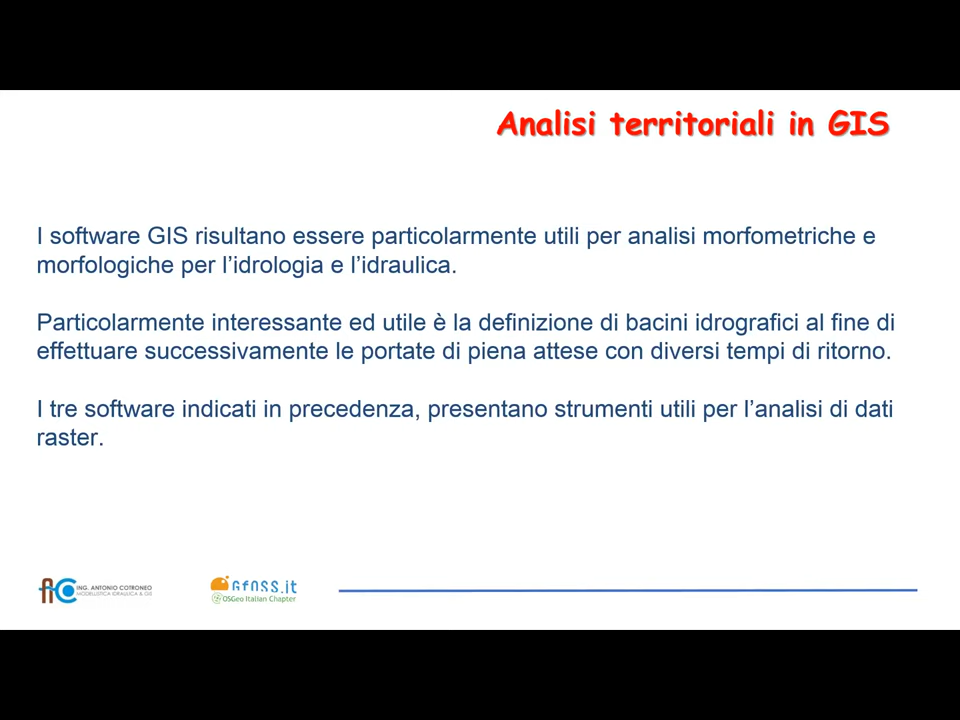 Analisi territoriali in GIS
I software GIS risultano essere particolarmente utili per analisi morfometriche e
morfologiche per l’idrologia e l’idraulica.
Particolarmente interessante ed utile è la definizione di bacini idrografici al fine di
effettuare successivamente le portate di piena attese con diversi tempi di ritorno.
I tre software indicati in precedenza, presentano strumenti utili per l’analisi di dati
raster.
ING. ANTONIO COTRONEO
MODELLISTICA IDRAULICA & GIS
GFOSS.it
OSGeo Italian Chapter